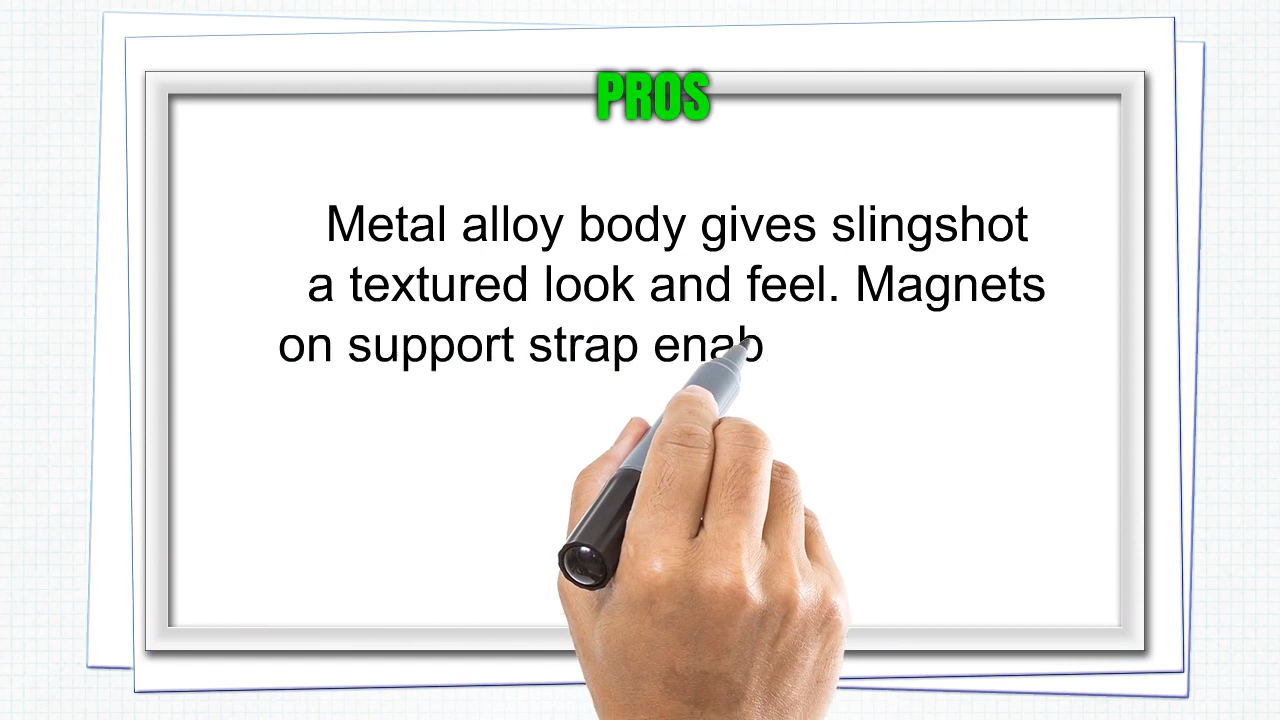 PROS
Metal alloy body gives slingshot
a textured look and feel. Magnets
on support strap enab